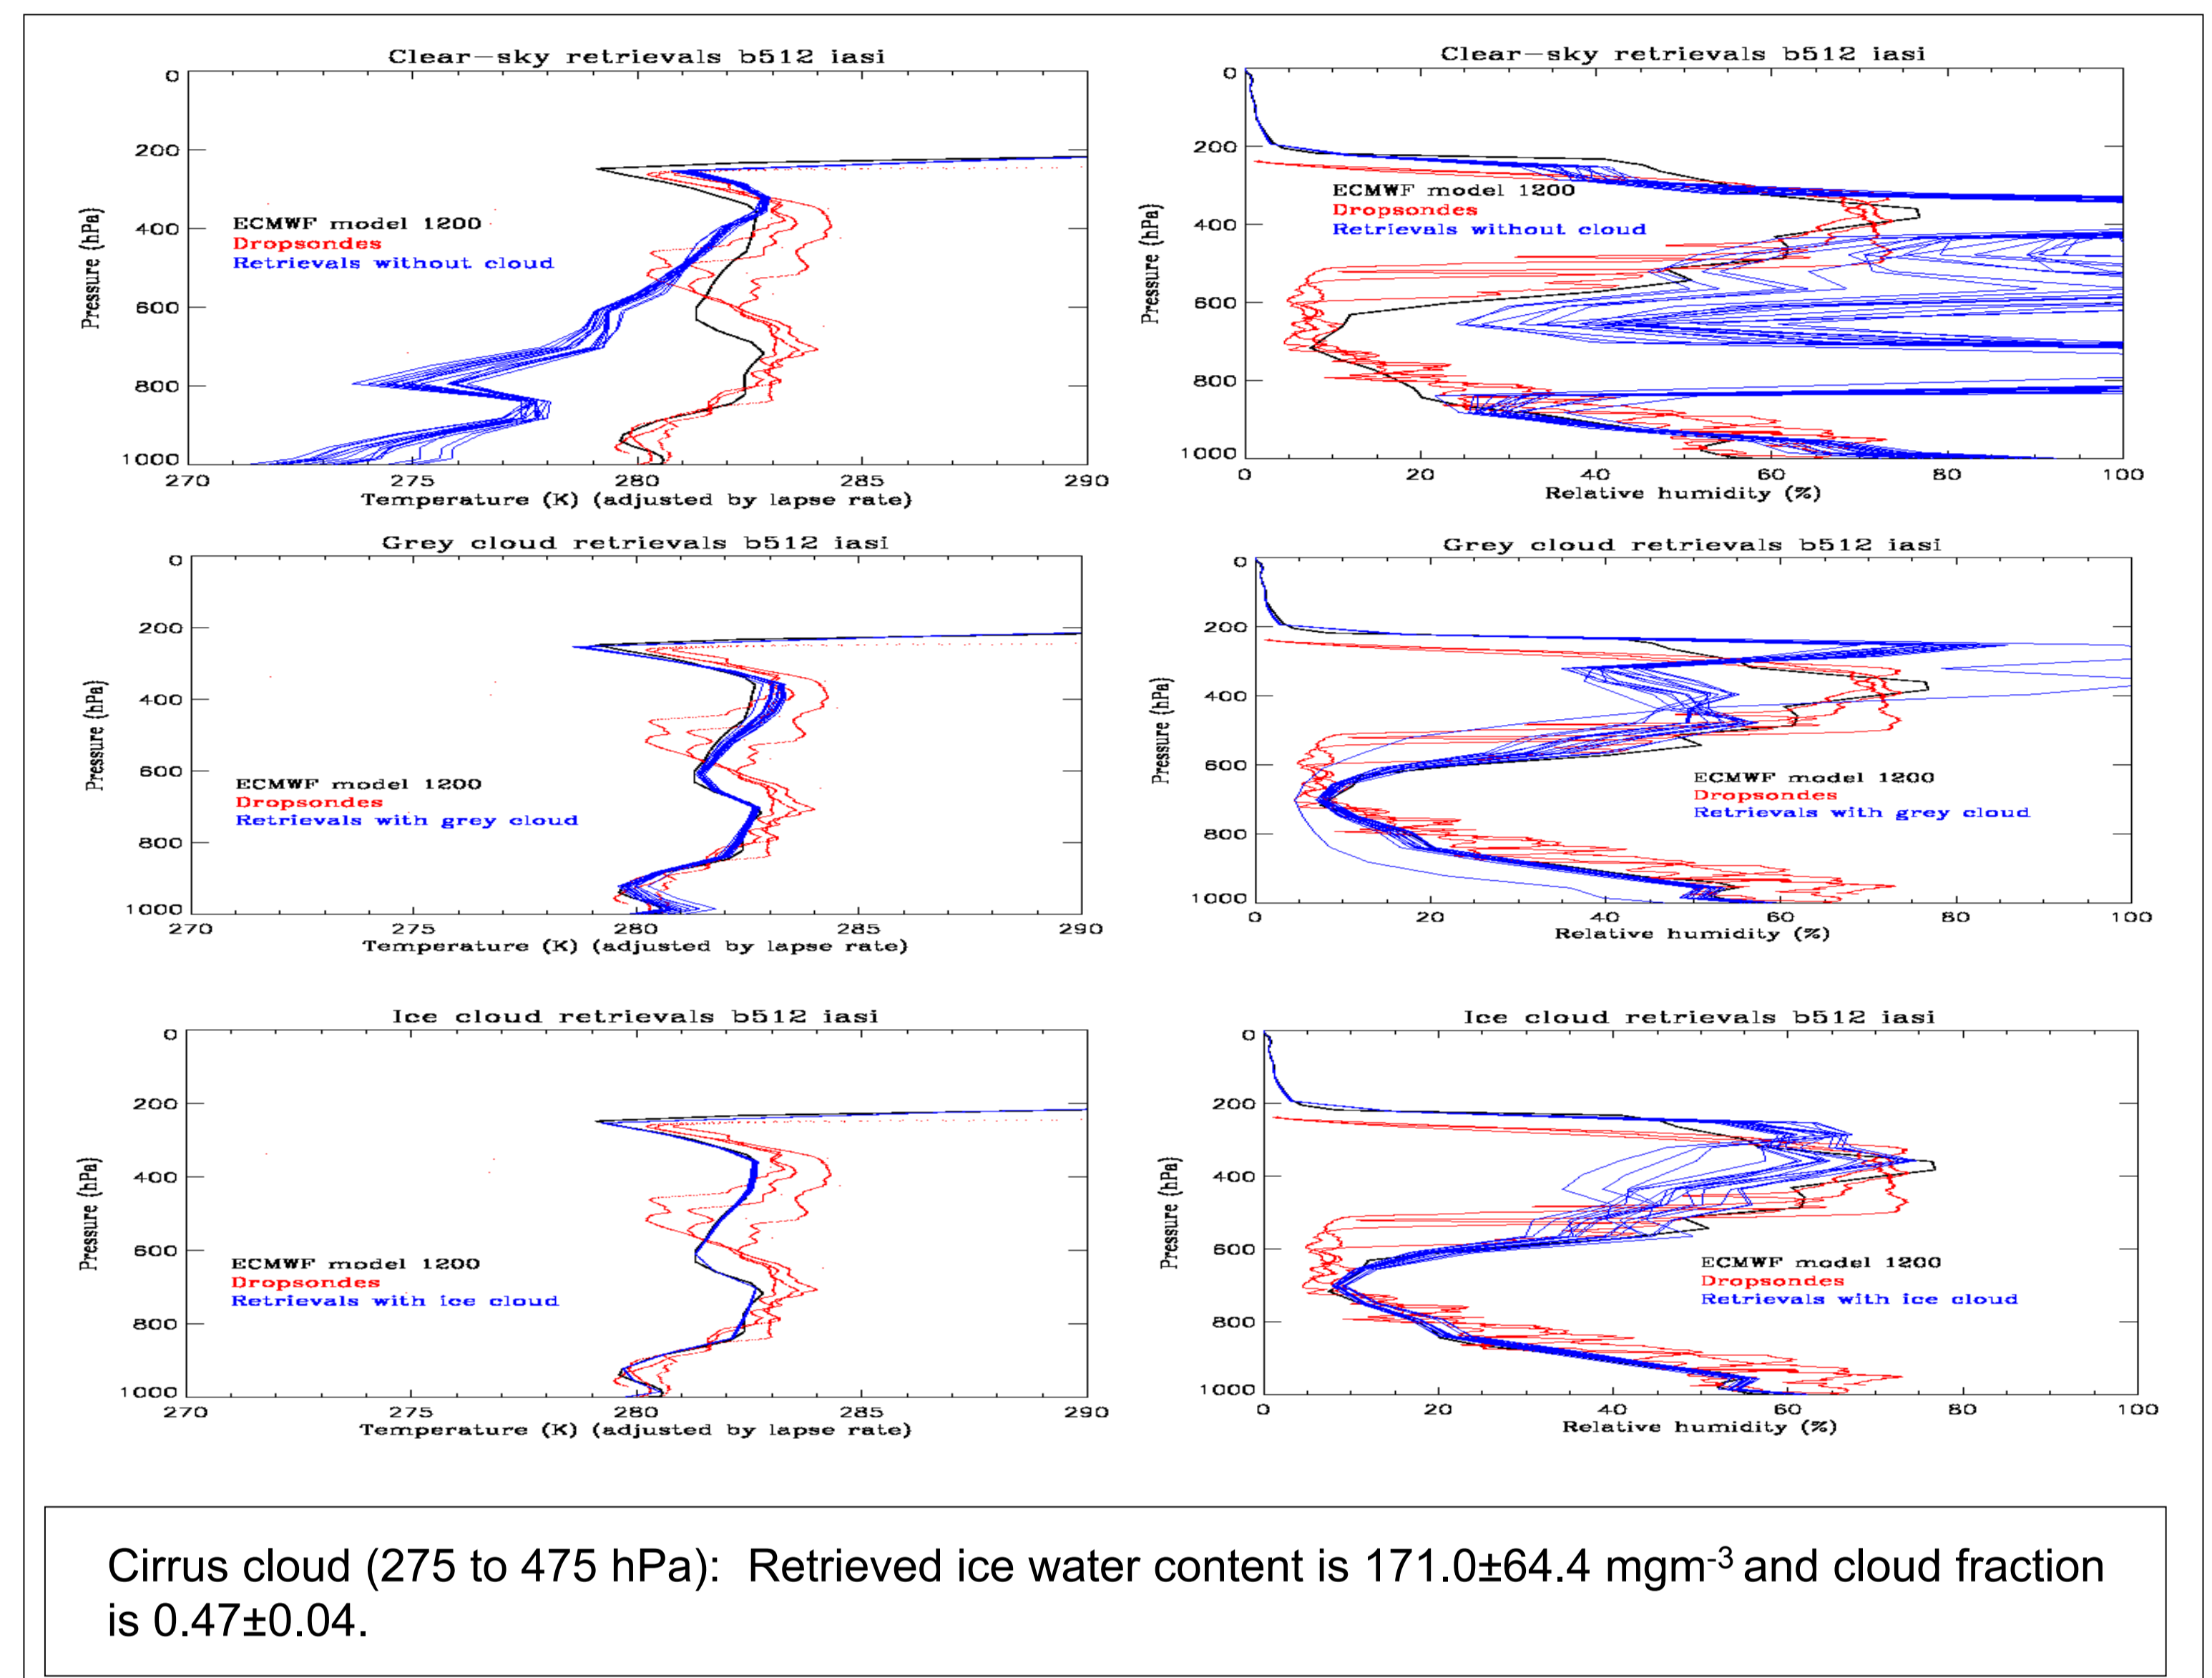 Clear-sky retrievals b512 iasi
0
200
400
600
800
1000
Pressure (hPa)
ECMWF model 1200
Dropsondes
Retrievals without cloud
270 275 280 285 290
Temperature (K) (adjusted by lapse rate)
Clear-sky retrievals b512 iasi
0
200
400
600
800
1000
Pressure (hPa)
ECMWF model 1200
Dropsondes
Retrievals without cloud
0 20 40 60 80 100
Relative humidity (%)
Grey cloud retrievals b512 iasi
0
200
400
600
800
1000
Pressure (hPa)
ECMWF model 1200
Dropsondes
Retrievals with grey cloud
270 275 280 285 290
Temperature (K) (adjusted by lapse rate)
Grey cloud retrievals b512 iasi
0
200
400
600
800
1000
Pressure (hPa)
ECMWF model 1200
Dropsondes
Retrievals with grey cloud
0 20 40 60 80 100
Relative humidity (%)
Ice cloud retrievals b512 iasi
0
200
400
600
800
1000
Pressure (hPa)
ECMWF model 1200
Dropsondes
Retrievals with ice cloud
270 275 280 285 290
Temperature (K) (adjusted by lapse rate)
Ice cloud retrievals b512 iasi
0
200
400
600
800
1000
Pressure (hPa)
ECMWF model 1200
Dropsondes
Retrievals with ice cloud
0 20 40 60 80 100
Relative humidity (%)
Cirrus cloud (275 to 475 hPa): Retrieved ice water content is 171.0±64.4 mgm⁻³ and cloud fraction
is 0.47±0.04.